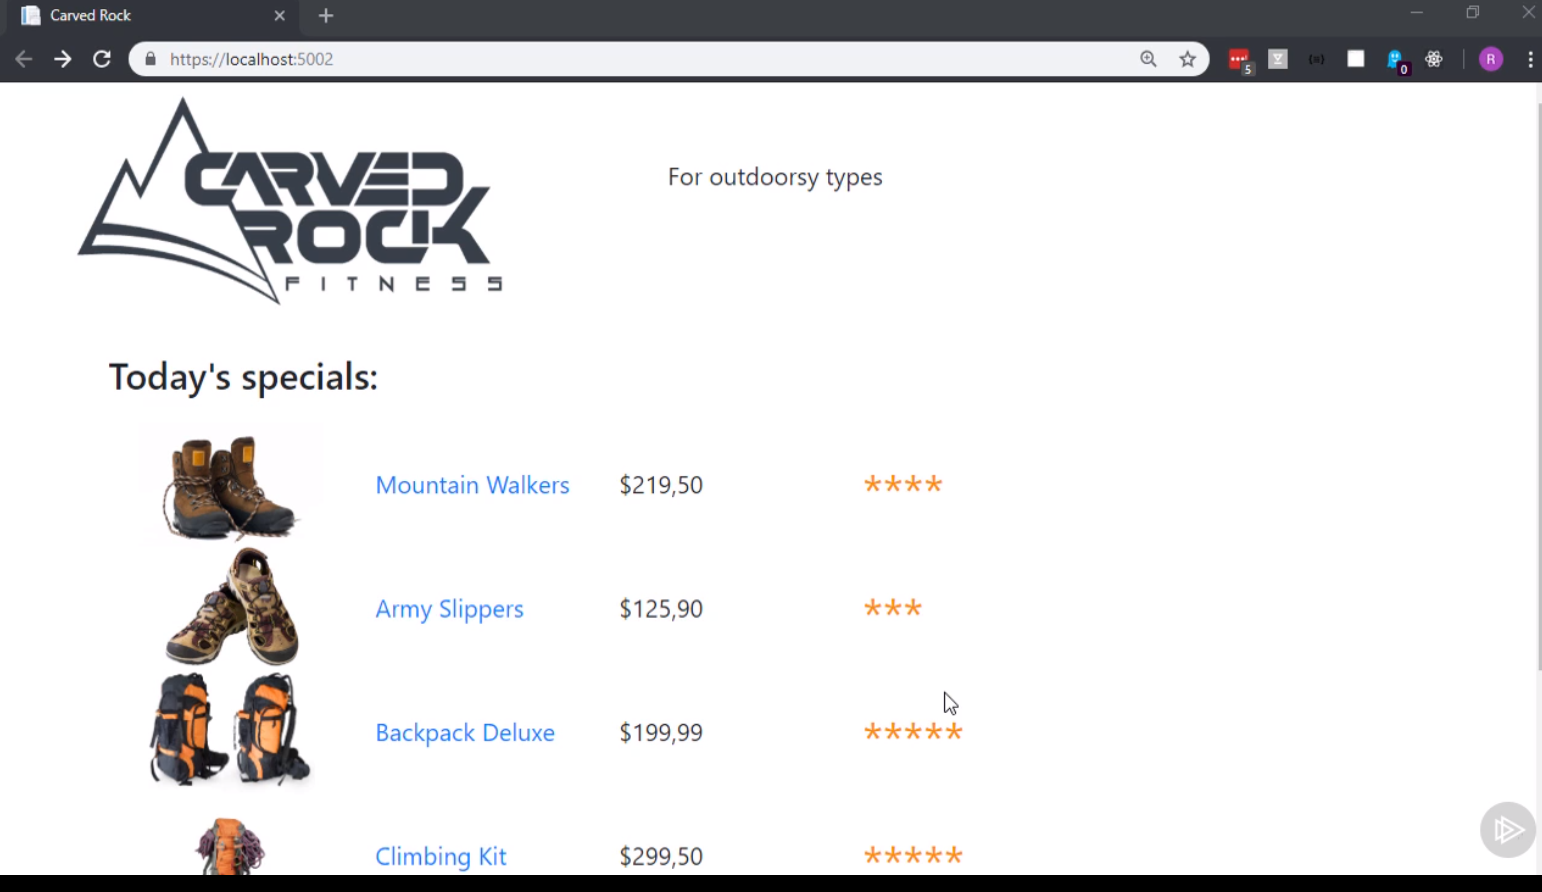 Carved Rock
https://localhost:5002
5
0
R
CARVED
ROCK
FITNESS
For outdoorsy types
Today's specials:
Mountain Walkers $219,50 ****
Army Slippers $125,90 ***
Backpack Deluxe $199,99 *****
Climbing Kit $299,50 *****